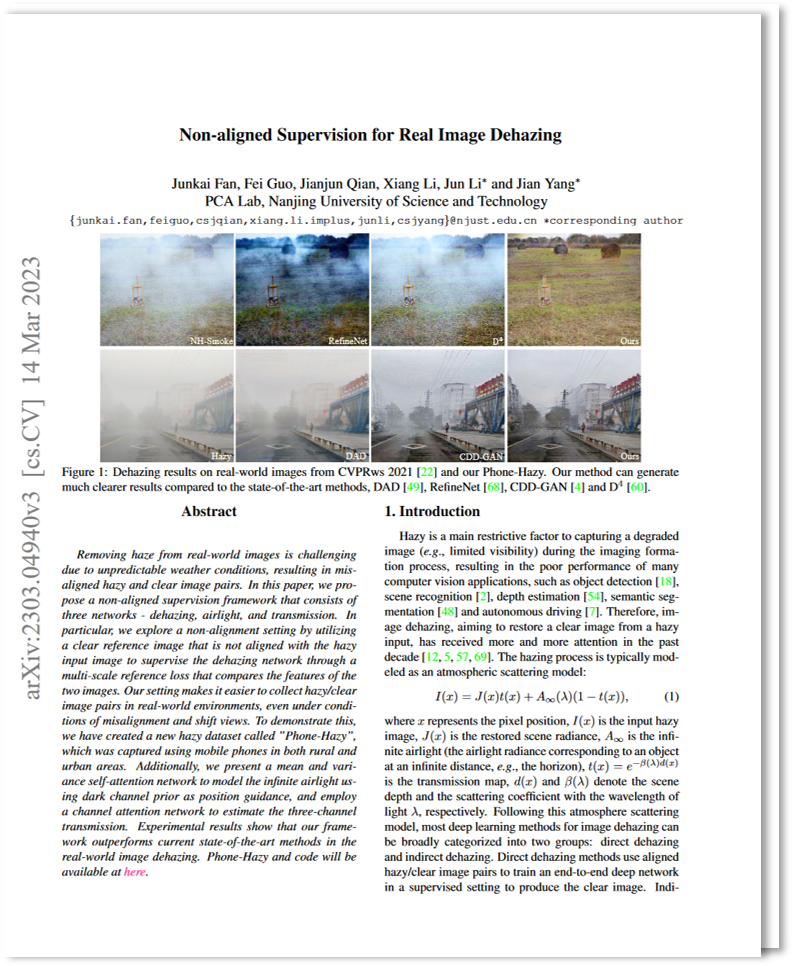 Non-aligned Supervision for Real Image Dehazing
Junkai Fan, Fei Guo, Jianjun Qian, Xiang Li, Jun Li* and Jian Yang*
PCA Lab, Nanjing University of Science and Technology
{junkai.fan,feiguo,csjqian,xiang.li.implus,junli,csjyang}@njust.edu.cn *corresponding author
arXiv:2303.04940v3 [cs.CV] 14 Mar 2023
NH-Smoke
RefineNet
D⁴
Ours
Hazy
DAD
CDD-GAN
Ours
Figure 1: Dehazing results on real-world images from CVPRws 2021 [22] and our Phone-Hazy. Our method can generate
much clearer results compared to the state-of-the-art methods, DAD [49], RefineNet [68], CDD-GAN [4] and D⁴ [60].
Abstract
Removing haze from real-world images is challenging
due to unpredictable weather conditions, resulting in mis-
aligned hazy and clear image pairs. In this paper, we pro-
pose a non-aligned supervision framework that consists of
three networks - dehazing, airlight, and transmission. In
particular, we explore a non-alignment setting by utilizing
a clear reference image that is not aligned with the hazy
input image to supervise the dehazing network through a
multi-scale reference loss that compares the features of the
two images. Our setting makes it easier to collect hazy/clear
image pairs in real-world environments, even under condi-
tions of misalignment and shift views. To demonstrate this,
we have created a new hazy dataset called "Phone-Hazy",
which was captured using mobile phones in both rural and
urban areas. Additionally, we present a mean and vari-
ance self-attention network to model the infinite airlight us-
ing dark channel prior as position guidance, and employ
a channel attention network to estimate the three-channel
transmission. Experimental results show that our frame-
work outperforms current state-of-the-art methods in the
real-world image dehazing. Phone-Hazy and code will be
available at here.
1. Introduction
Hazy is a main restrictive factor to capturing a degraded
image (e.g., limited visibility) during the imaging forma-
tion process, resulting in the poor performance of many
computer vision applications, such as object detection [18],
scene recognition [2], depth estimation [54], semantic seg-
mentation [48] and autonomous driving [7]. Therefore, im-
age dehazing, aiming to restore a clear image from a hazy
input, has received more and more attention in the past
decade [12, 5, 57, 69]. The hazing process is typically mod-
eled as an atmospheric scattering model:
I(x) = J(x)t(x) + A∞(λ)(1 − t(x)), (1)
where x represents the pixel position, I(x) is the input hazy
image, J(x) is the restored scene radiance, A∞ is the infi-
nite airlight (the airlight radiance corresponding to an object
at an infinite distance, e.g., the horizon), t(x) = e^{−β(λ)d(x)}
is the transmission map, d(x) and β(λ) denote the scene
depth and the scattering coefficient with the wavelength of
light λ, respectively. Following this atmosphere scattering
model, most deep learning methods for image dehazing can
be broadly categorized into two groups: direct dehazing
and indirect dehazing. Direct dehazing methods use aligned
hazy/clear image pairs to train an end-to-end deep network
in a supervised setting to produce the clear image. Indi-